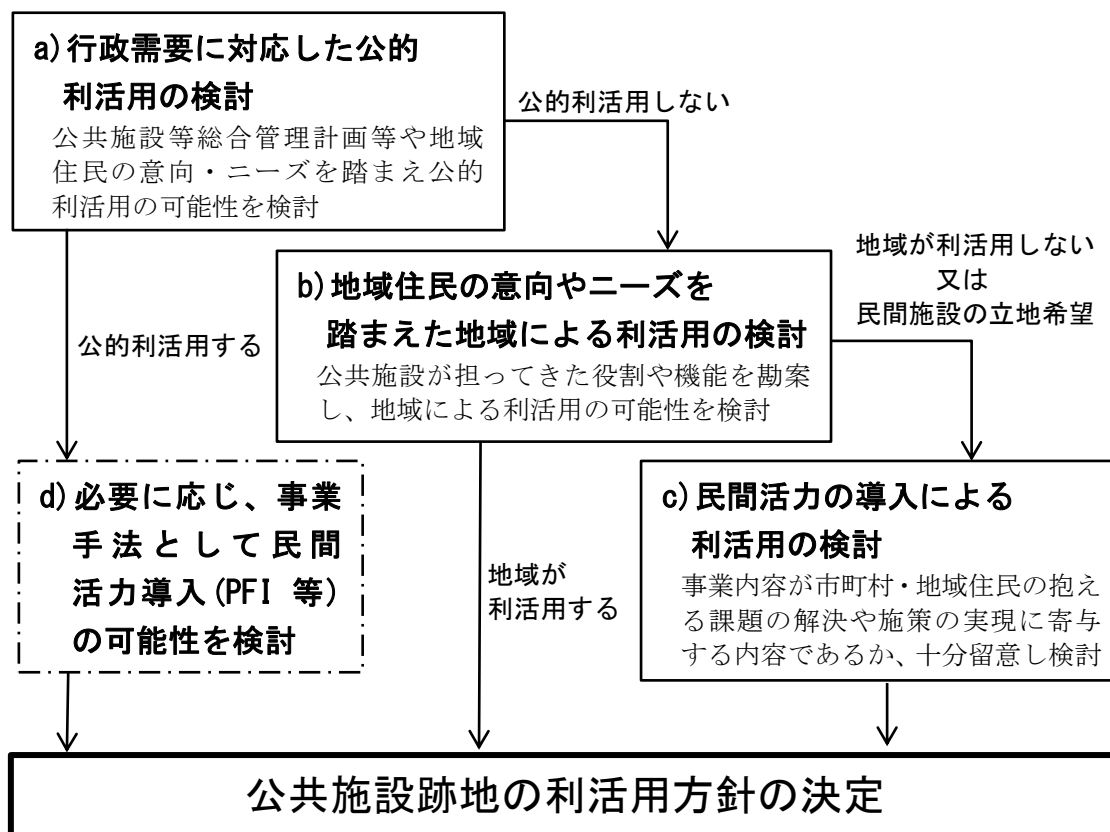 a)行政需要に対応した公的
利活用の検討
公共施設等総合管理計画等や地域
住民の意向・ニーズを踏まえ公的
利活用の可能性を検討
公的利活用しない
公的利活用する
b)地域住民の意向やニーズを
踏まえた地域による利活用の検討
公共施設が担ってきた役割や機能を勘案
し、地域による利活用の可能性を検討
地域が利活用しない
又は
民間施設の立地希望
d)必要に応じ、事業
手法として民間
活力導入(PFI 等)
の可能性を検討
地域が
利活用する
c)民間活力の導入による
利活用の検討
事業内容が市町村・地域住民の抱え
る課題の解決や施策の実現に寄与
する内容であるか、十分留意し検討
公共施設跡地の利活用方針の決定